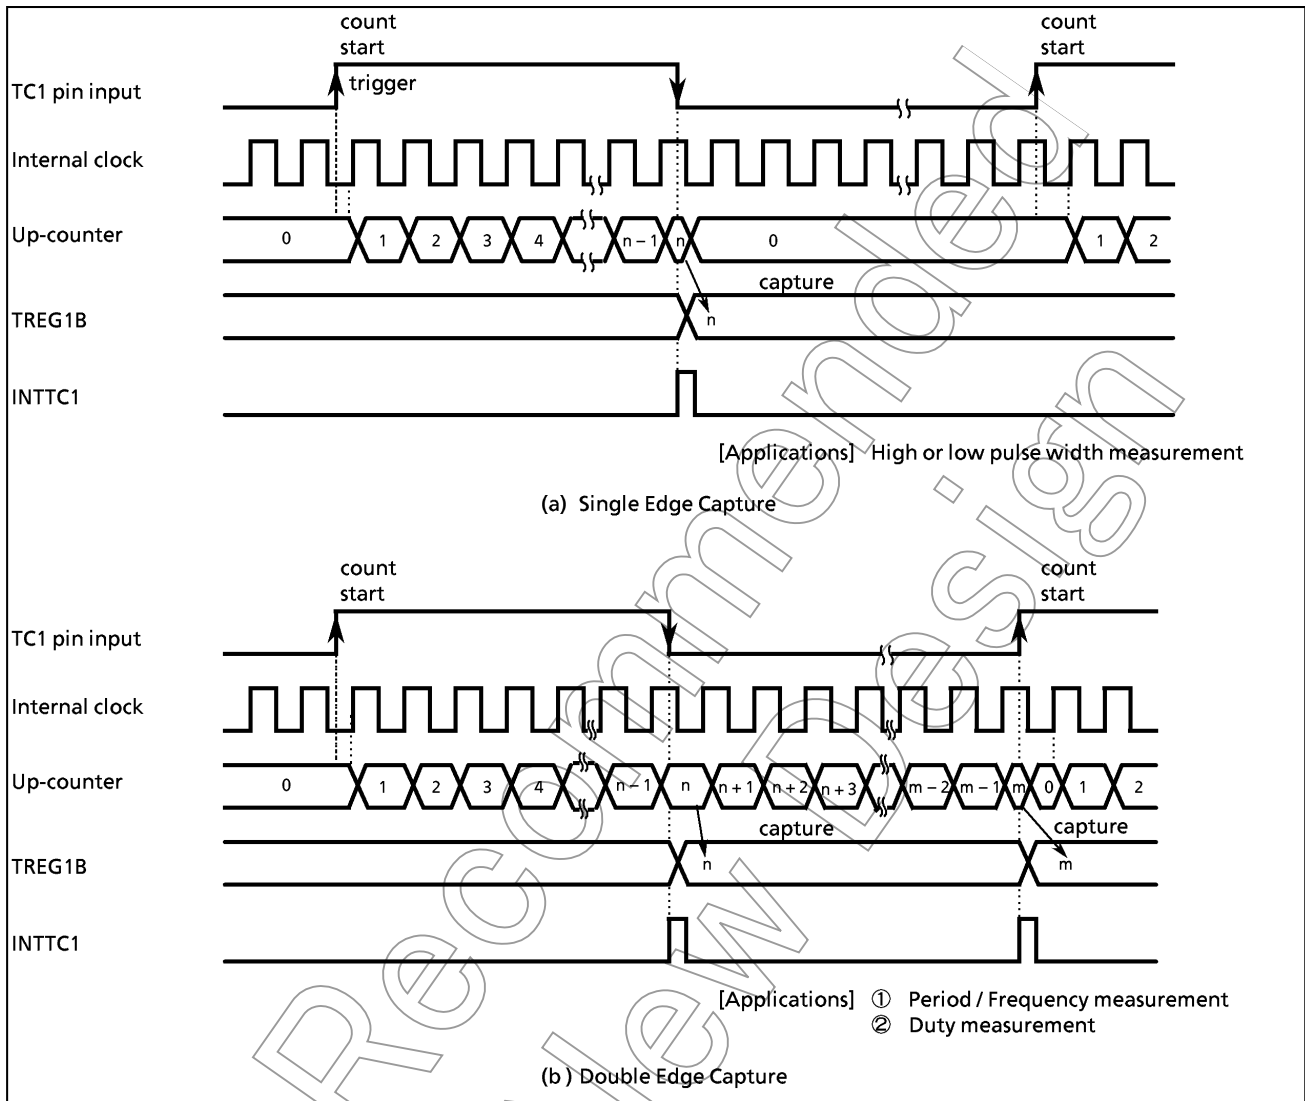 count
start
count
start
TC1 pin input
trigger
Internal clock
Up-counter
0 1 2 3 4 n – 1 n 0 1 2
capture
TREG1B
n
INTTC1
[Applications] High or low pulse width measurement
(a) Single Edge Capture
count
start
count
start
TC1 pin input
Internal clock
Up-counter
0 1 2 3 4 n – 1 n n + 1 n + 2 n + 3 m – 2 m – 1 m 0 1 2
capture
capture
TREG1B
n
m
INTTC1
[Applications] ① Period / Frequency measurement
② Duty measurement
(b) Double Edge Capture
Recommended
Design